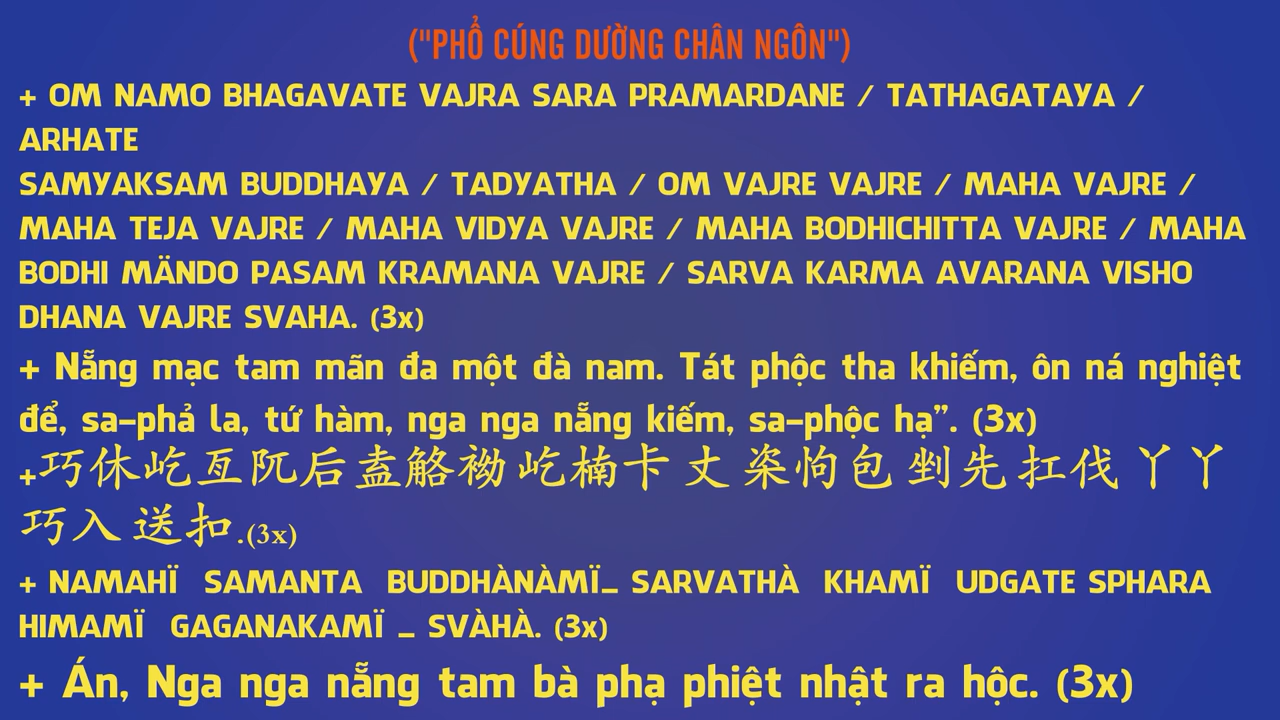 ("PHỔ CÚNG DƯỜNG CHÂN NGÔN")
+ OM NAMO BHAGAVATE VAJRA SARA PRAMARDANE / TATHAGATAYA /
ARHATE
SAMYAKSAM BUDDHAYA / TADYATHA / OM VAJRE VAJRE / MAHA VAJRE /
MAHA TEJA VAJRE / MAHA VIDYA VAJRE / MAHA BODHICHITTA VAJRE / MAHA
BODHI MÄNDO PASAM KRAMANA VAJRE / SARVA KARMA AVARANA VISHO
DHANA VAJRE SVAHA. (3x)
+ Nẵng mạc tam mãn đa một đà nam. Tát phộc tha khiếm, ôn ná nghiệt
để, sa-phả la, tứ hàm, nga nga nẵng kiếm, sa-phộc hạ”. (3x)
+巧休屹亙阢后盍觡袎屹楠卡丈栥怐包剉先扛伐丫丫
巧入送扣.(3x)
+ NAMAHÏ SAMANTA BUDDHÀNÀMÏ_ SARVATHÀ KHAMÏ UDGATE SPHARA
HIMAMÏ GAGANAKAMÏ _ SVÀHÀ. (3x)
+ Án, Nga nga nẵng tam bà phạ phiệt nhật ra hộc. (3x)